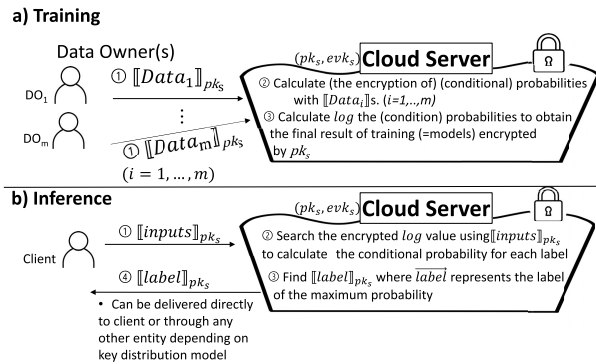 a) Training
Data Owner(s)
DO₁
DOₘ
① ⟦Data₁⟧ₚₖₛ
⋮
① ⟦Dataₘ⟧ₚₖₛ
(i = 1, … , m)
(pkₛ, evkₛ) Cloud Server
② Calculate (the encryption of) (conditional) probabilities
with ⟦Dataᵢ⟧s. (i=1,..,m)
③ Calculate log the (condition) probabilities to obtain
the final result of training (=models) encrypted
by pkₛ
b) Inference
Client
① ⟦inputs⟧ₚₖₛ
④ ⟦label⟧ₚₖₛ
• Can be delivered directly
to client or through any
other entity depending on
key distribution model
(pkₛ, evkₛ) Cloud Server
② Search the encrypted log value using⟦inputs⟧ₚₖₛ
to calculate the conditional probability for each label
③ Find ⟦label⟧ₚₖₛ where $\overrightarrow{label}$ represents the label
of the maximum probability